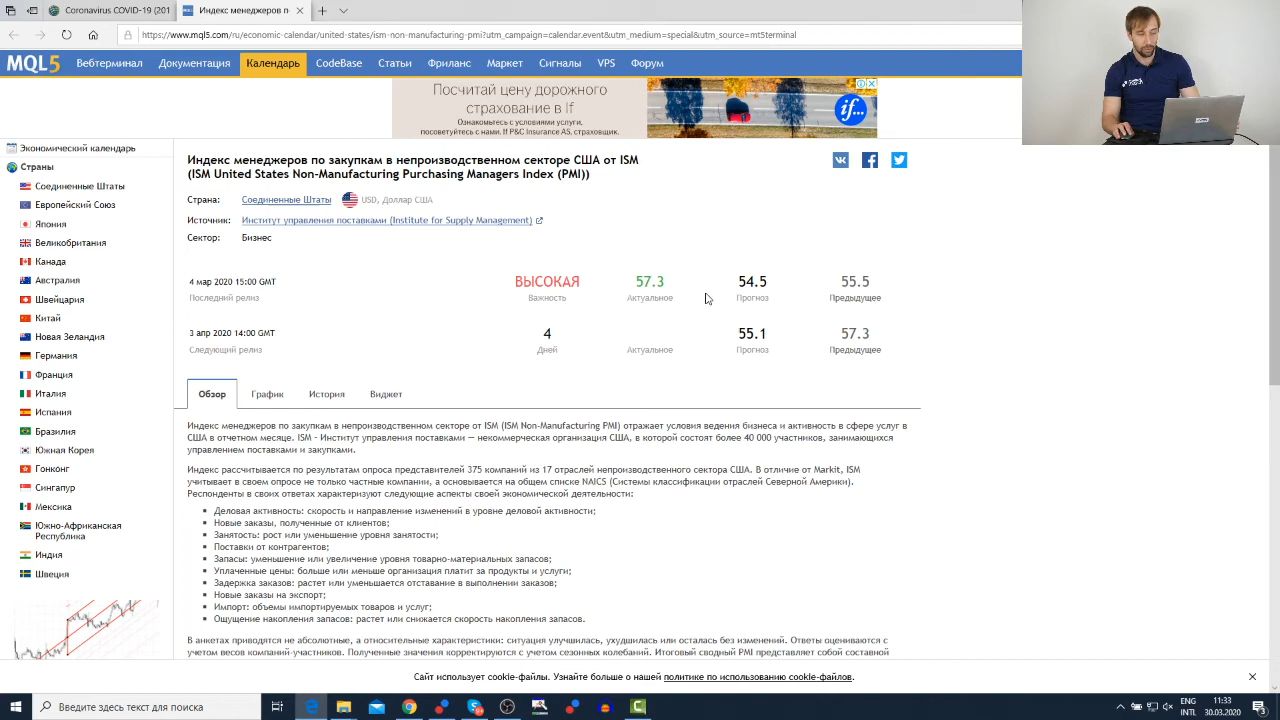 Coronavirus COVID-19 (2019
Индекс менеджеров по
https://www.mql5.com/ru/economic-calendar/united-states/ism-non-manufacturing-pmi?utm_campaign=calendar.event&utm_medium=special&utm_source=mt5terminal
MQL5 Вебтерминал Документация Календарь CodeBase Статьи Фриланс Маркет Сигналы VPS Форум
Посчитай цену дорожного
страхование в If
Ознакомьтесь с условиями услуги,
посоветуйтесь с нами. If P&C Insurance AS, страховщик.
if...
Экономический календарь
Страны
Соединенные Штаты
Европейский Союз
Япония
Великобритания
Канада
Австралия
Швейцария
Китай
Новая Зеландия
Германия
Франция
Италия
Испания
Бразилия
Южная Корея
Гонконг
Сингапур
Мексика
Южно-Африканская
Республика
Индия
Швеция
Индекс менеджеров по закупкам в непроизводственном секторе США от ISM
(ISM United States Non-Manufacturing Purchasing Managers Index (PMI))
Страна: Соединенные Штаты USD, Доллар США
Источник: Институт управления поставками (Institute for Supply Management)
Сектор: Бизнес
4 мар 2020 15:00 GMT ВЫСОКАЯ 57.3 54.5 55.5
Последний релиз Важность Актуальное Прогноз Предыдущее
3 апр 2020 14:00 GMT 4 55.1 57.3
Следующий релиз Дней Актуальное Прогноз Предыдущее
Обзор График История Виджет
Индекс менеджеров по закупкам в непроизводственном секторе от ISM (ISM Non-Manufacturing PMI) отражает условия ведения бизнеса и активность в сфере услуг в
США в отчетном месяце. ISM - Институт управления поставками — некоммерческая организация США, в которой состоят более 40 000 участников, занимающихся
управлением поставками и закупками.
Индекс рассчитывается по результатам опроса представителей 375 компаний из 17 отраслей непроизводственного сектора США. В отличие от Markit, ISM
учитывает в своем опросе не только частные компании, а основывается на общем списке NAICS (Системы классификации отраслей Северной Америки).
Респонденты в своих ответах характеризуют следующие аспекты своей экономической деятельности:
Деловая активность: скорость и направление изменений в уровне деловой активности;
Новые заказы, полученные от клиентов;
Занятость: рост или уменьшение уровня занятости;
Поставки от контрагентов;
Запасы: уменьшение или увеличение уровня товарно-материальных запасов;
Уплаченные цены: больше или меньше организация платит за продукты и услуги;
Задержка заказов: растет или уменьшается отставание в выполнении заказов;
Новые заказы на экспорт;
Импорт: объемы импортируемых товаров и услуг;
Ощущение накопления запасов: растет или снижается скорость накопления запасов.
В анкетах приводятся не абсолютные, а относительные характеристики: ситуация улучшилась, ухудшилась или осталась без изменений. Ответы оцениваются с
учетом весов компаний-участников. Полученные значения корректируются с учетом сезонных колебаний. Итоговый сводный PMI представляет собой составной
Сайт использует cookie-файлы. Узнайте больше о нашей политике по использованию cookie-файлов.
Введите здесь текст для поиска
ENG
INTL
11:33
30.03.2020